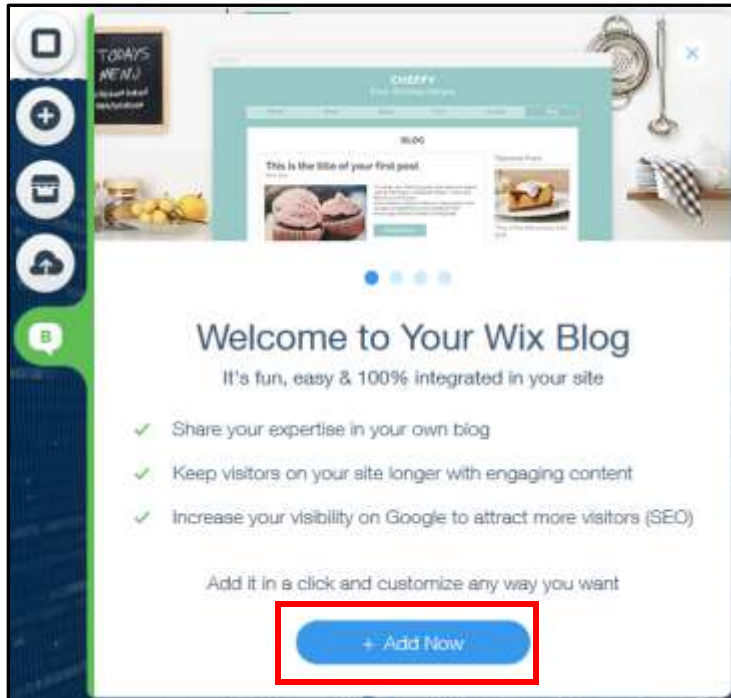 TODAYS
MENU
CHEFFY
BLOG
This is the title of your first post
B
Welcome to Your Wix Blog
It's fun, easy & 100% integrated in your site
Share your expertise in your own blog
Keep visitors on your site longer with engaging content
Increase your visibility on Google to attract more visitors (SEO)
Add it in a click and customize any way you want
+ Add Now